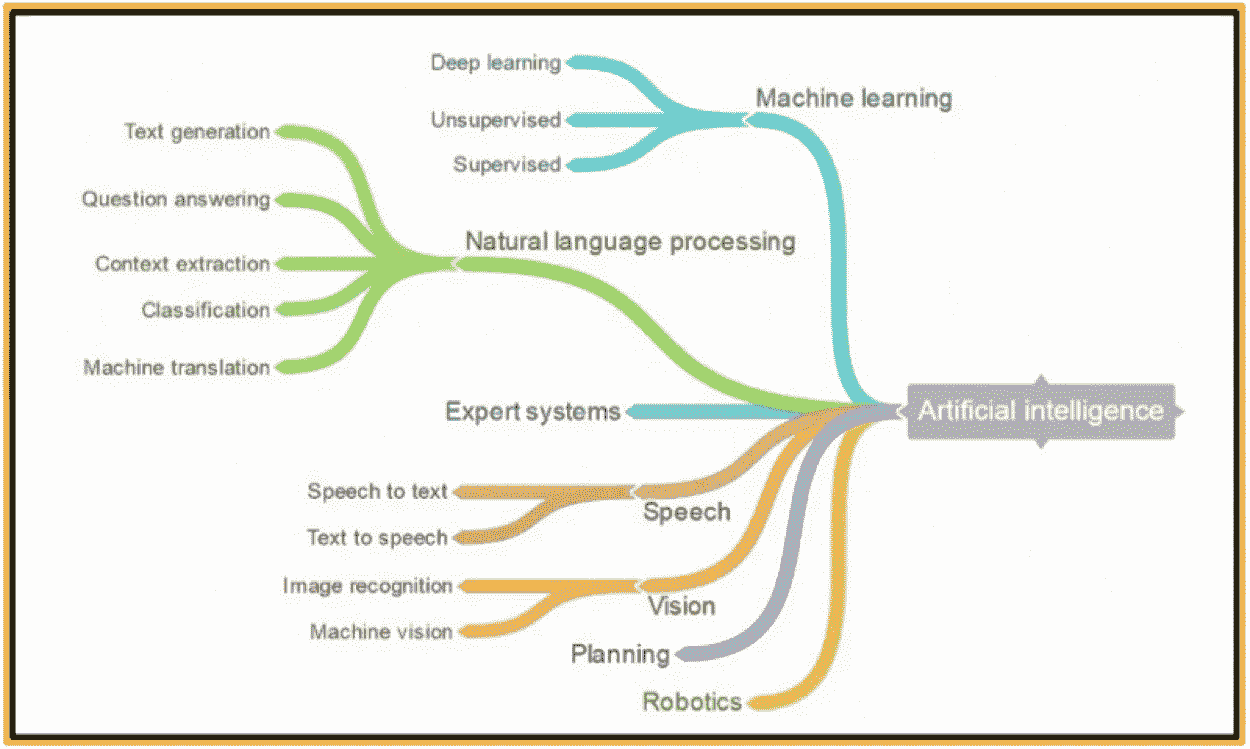 Deep learning
Machine learning
Unsupervised
Supervised
Text generation
Question answering
Natural language processing
Context extraction
Classification
Machine translation
Expert systems
Artificial intelligence
Speech to text
Speech
Text to speech
Image recognition
Vision
Machine vision
Planning
Robotics